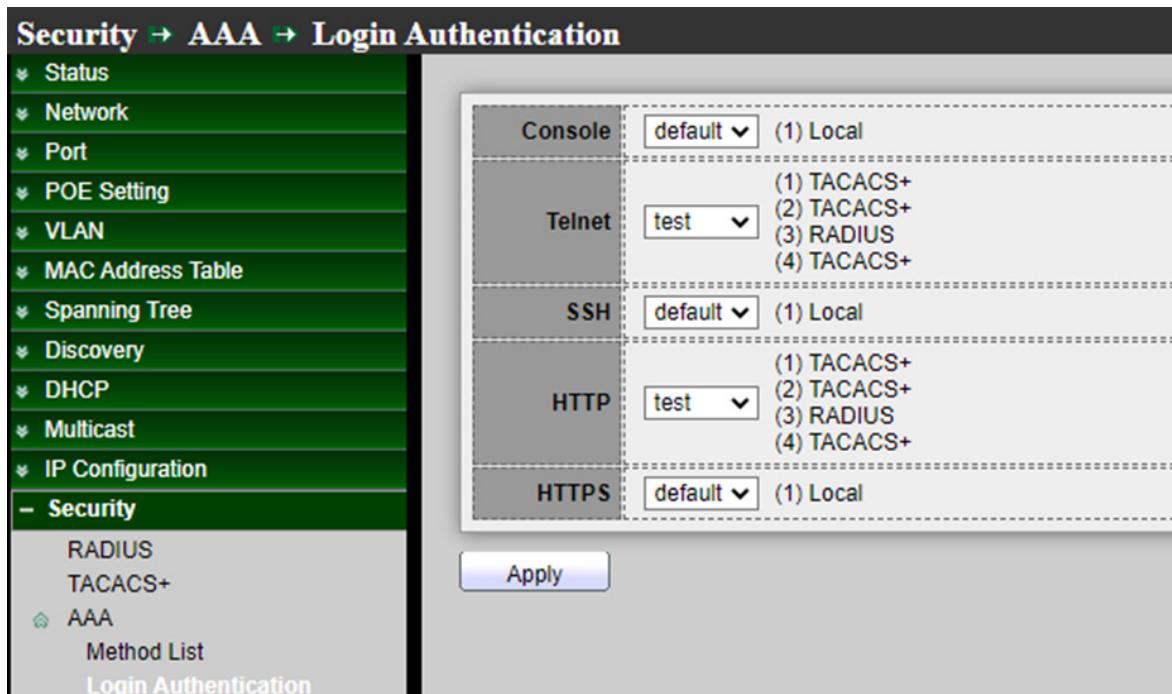 Security → AAA → Login Authentication
Status
Network
Port
POE Setting
VLAN
MAC Address Table
Spanning Tree
Discovery
DHCP
Multicast
IP Configuration
Security
RADIUS
TACACS+
AAA
Method List
Login Authentication
Console default (1) Local
Telnet test (1) TACACS+
(2) TACACS+
(3) RADIUS
(4) TACACS+
SSH default (1) Local
HTTP test (1) TACACS+
(2) TACACS+
(3) RADIUS
(4) TACACS+
HTTPS default (1) Local
Apply